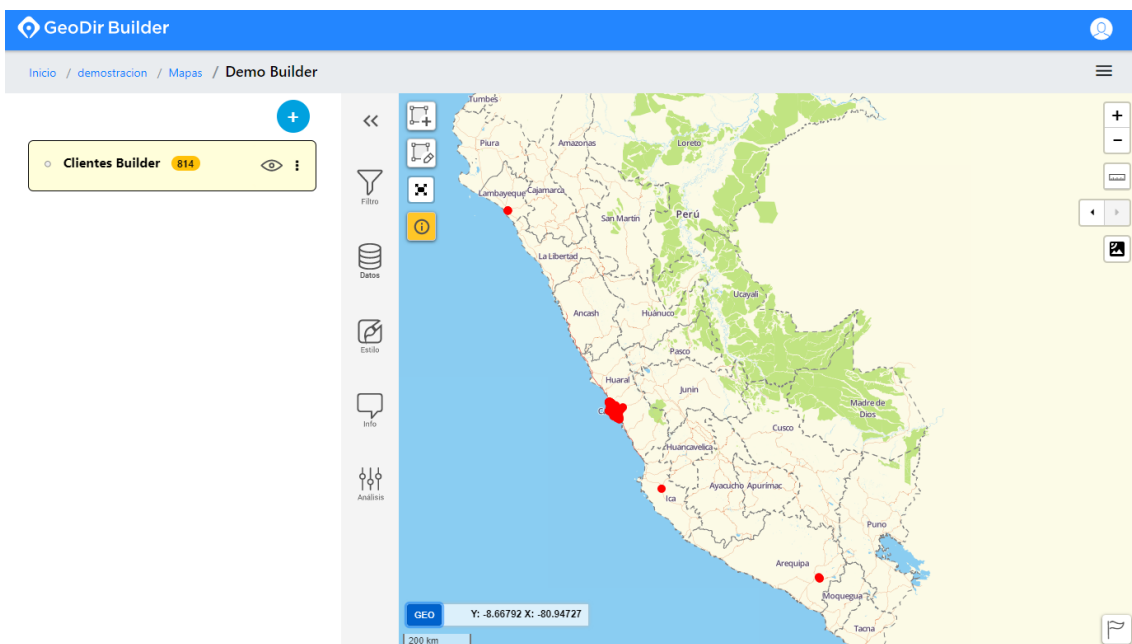 GeoDir Builder
Inicio / demostracion / Mapas / Demo Builder
+
Clientes Builder 814
Filtro
Datos
Estilo
Info
Análisis
+
−
Tumbes
Piura
Amazonas
Loreto
Lambayeque
Cajamarca
San Martín
Perú
La Libertad
Ucayali
Ancash
Huánuco
Pasco
Huaral
Junin
Madre de
Dios
Cusco
Huancavelica
Ayacucho
Apurímac
Ica
Puno
Arequipa
Moquegua
Tacna
GEO
Y: -8.66792 X: -80.94727
200 km